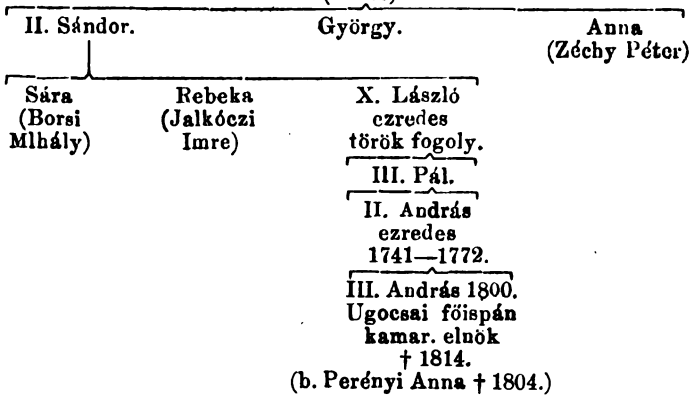 II. Sándor. György. Anna
(Zéchy Péter)
Sára Rebeka X. László
(Borsi (Jalkóczi ezredes
Mlhály) Imre) török fogoly.
III. Pál.
II. András
ezredes
1741—1772.
III. András 1800.
Ugocsai főispán
kamar. elnök
† 1814.
(b. Perényi Anna † 1804.)